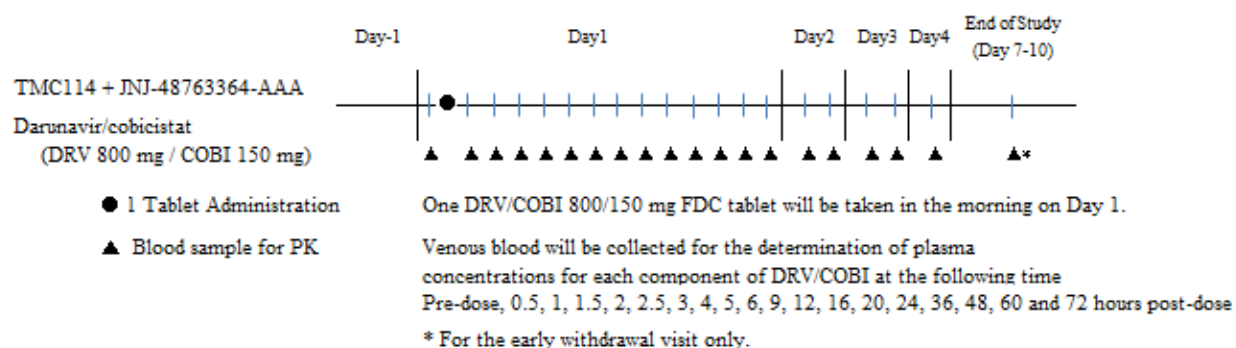 Day-1 Day1 Day2 Day3 Day4 End of Study
(Day 7-10)
TMC114 + JNJ-48763364-AAA
Darunavir/cobicistat
(DRV 800 mg / COBI 150 mg)
*
1 Tablet Administration One DRV/COBI 800/150 mg FDC tablet will be taken in the morning on Day 1.
Blood sample for PK Venous blood will be collected for the determination of plasma
concentrations for each component of DRV/COBI at the following time
Pre-dose, 0.5, 1, 1.5, 2, 2.5, 3, 4, 5, 6, 9, 12, 16, 20, 24, 36, 48, 60 and 72 hours post-dose
* For the early withdrawal visit only.